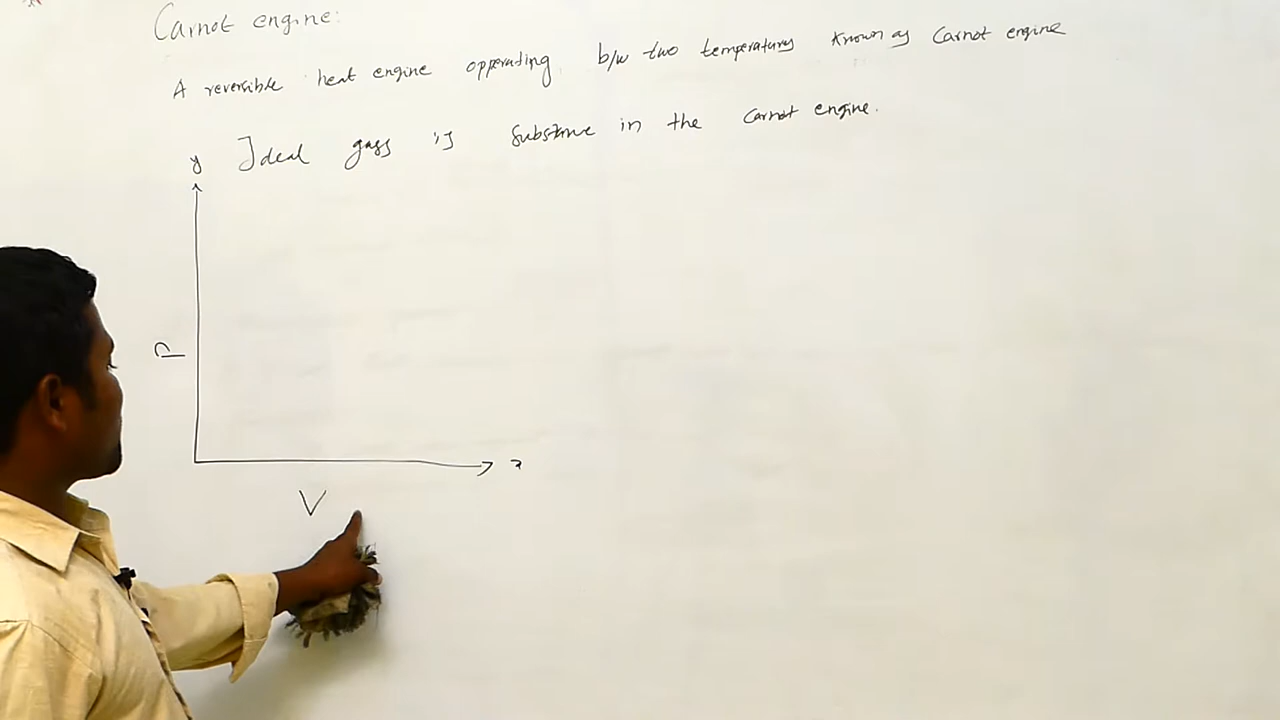 Carnot engine:
A reversible heat engine opperating b/w two temperatures known as Carnot engine
Ideal gass is substance in the carnot engine.
y
P
x
V